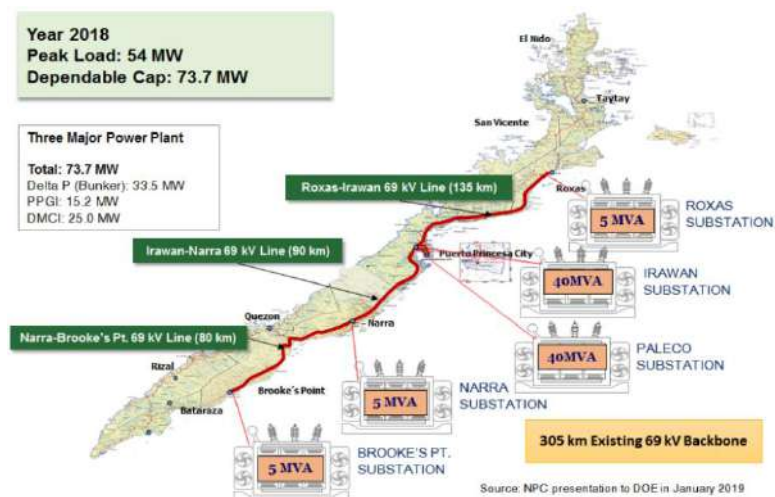 Year 2018
Peak Load: 54 MW
Dependable Cap: 73.7 MW
Three Major Power Plant
Total: 73.7 MW
Delta P (Bunker): 33.5 MW
PPGI: 15.2 MW
DMCI: 25.0 MW
El Nido
Taytay
San Vicente
Roxas-Irawan 69 kV Line (135 km)
Roxas
5 MVA
ROXAS
SUBSTATION
Irawan-Narra 69 kV Line (90 km)
Puerto Princesa City
40MVA
IRAWAN
SUBSTATION
Quezon
Narra
Narra-Brooke's Pt. 69 kV Line (80 km)
40MVA
PALECO
SUBSTATION
Rizal
Brooke's Point
Bataraza
5 MVA
NARRA
SUBSTATION
5 MVA
BROOKE'S PT.
SUBSTATION
305 km Existing 69 kV Backbone
Source: NPC presentation to DOE in January 2019